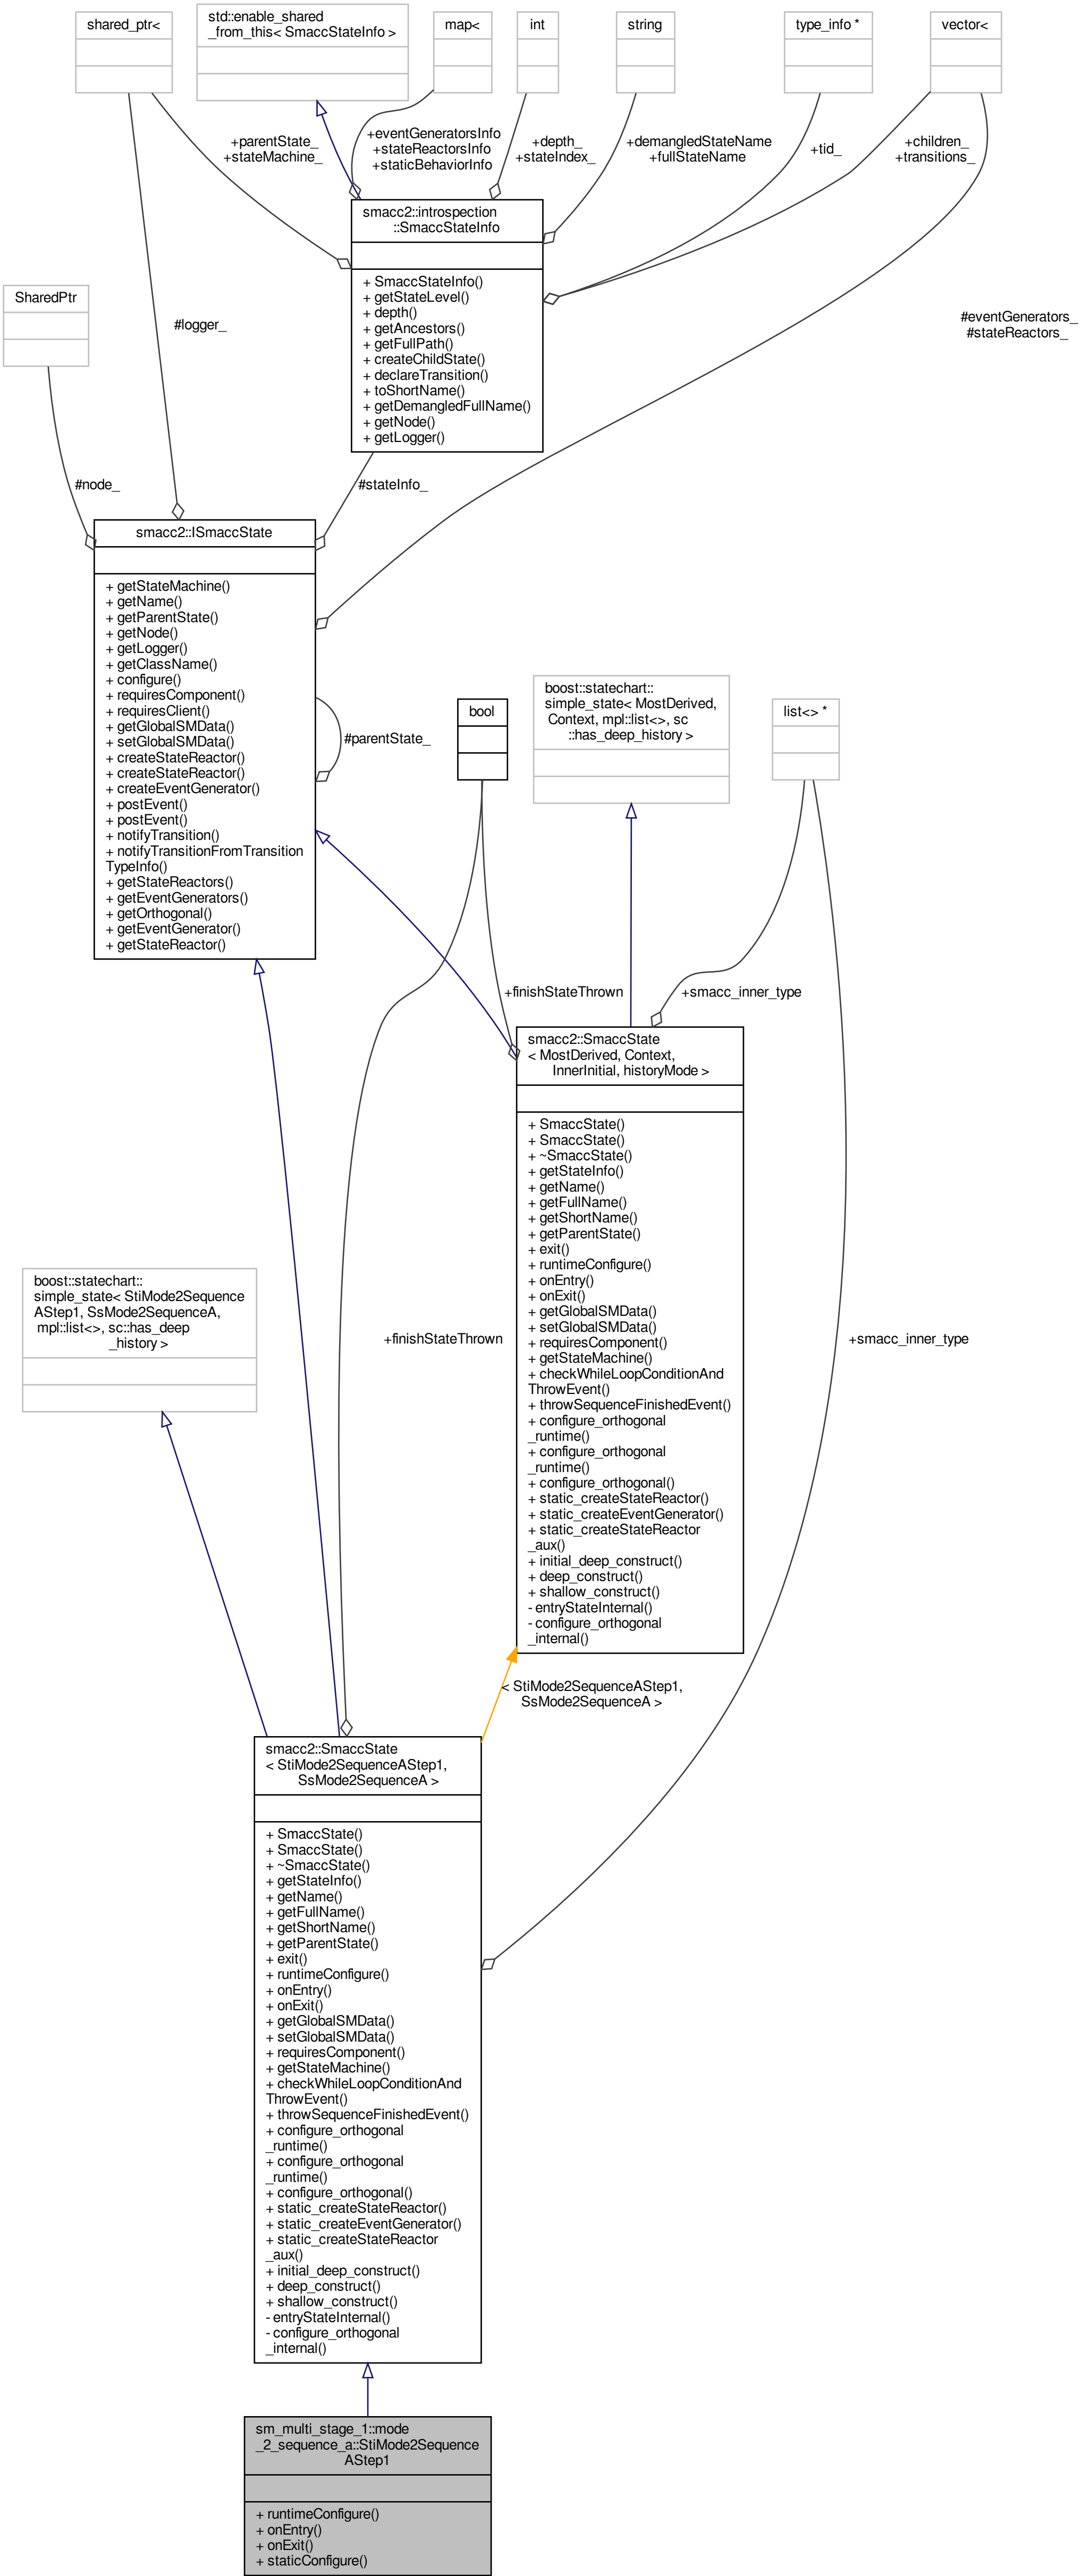 shared_ptr<
std::enable_shared
_from_this< SmaccStateInfo >
map<
int
string
type_info *
vector<
+parentState_
+stateMachine_
+eventGeneratorsInfo
+stateReactorsInfo
+staticBehaviorInfo
+depth_
+stateIndex_
+demangledStateName
+fullStateName
+tid_
+children_
+transitions_
smacc2::introspection
::SmaccStateInfo
+ SmaccStateInfo()
+ getStateLevel()
+ depth()
+ getAncestors()
+ getFullPath()
+ createChildState()
+ declareTransition()
+ toShortName()
+ getDemangledFullName()
+ getNode()
+ getLogger()
SharedPtr
#logger_
#eventGenerators_
#stateReactors_
#node_
#stateInfo_
smacc2::ISmaccState
+ getStateMachine()
+ getName()
+ getParentState()
+ getNode()
+ getLogger()
+ getClassName()
+ configure()
+ requiresComponent()
+ requiresClient()
+ getGlobalSMData()
+ setGlobalSMData()
+ createStateReactor()
+ createStateReactor()
+ createEventGenerator()
+ postEvent()
+ postEvent()
+ notifyTransition()
+ notifyTransitionFromTransition
TypeInfo()
+ getStateReactors()
+ getEventGenerators()
+ getOrthogonal()
+ getEventGenerator()
+ getStateReactor()
#parentState_
bool
boost::statechart::
simple_state< MostDerived,
Context, mpl::list<>, sc
::has_deep_history >
list<> *
+finishStateThrown
+smacc_inner_type
smacc2::SmaccState
< MostDerived, Context,
InnerInitial, historyMode >
+ SmaccState()
+ SmaccState()
+ ~SmaccState()
+ getStateInfo()
+ getName()
+ getFullName()
+ getShortName()
+ getParentState()
+ exit()
+ runtimeConfigure()
+ onEntry()
+ onExit()
+ getGlobalSMData()
+ setGlobalSMData()
+ requiresComponent()
+ getStateMachine()
+ checkWhileLoopConditionAnd
ThrowEvent()
+ throwSequenceFinishedEvent()
+ configure_orthogonal
_runtime()
+ configure_orthogonal
_runtime()
+ configure_orthogonal()
+ static_createStateReactor()
+ static_createEventGenerator()
+ static_createStateReactor
_aux()
+ initial_deep_construct()
+ deep_construct()
+ shallow_construct()
- entryStateInternal()
- configure_orthogonal
_internal()
boost::statechart::
simple_state< StiMode2Sequence
AStep1, SsMode2SequenceA,
mpl::list<>, sc::has_deep
_history >
+finishStateThrown
+smacc_inner_type
< StiMode2SequenceAStep1,
SsMode2SequenceA >
smacc2::SmaccState
< StiMode2SequenceAStep1,
SsMode2SequenceA >
+ SmaccState()
+ SmaccState()
+ ~SmaccState()
+ getStateInfo()
+ getName()
+ getFullName()
+ getShortName()
+ getParentState()
+ exit()
+ runtimeConfigure()
+ onEntry()
+ onExit()
+ getGlobalSMData()
+ setGlobalSMData()
+ requiresComponent()
+ getStateMachine()
+ checkWhileLoopConditionAnd
ThrowEvent()
+ throwSequenceFinishedEvent()
+ configure_orthogonal
_runtime()
+ configure_orthogonal
_runtime()
+ configure_orthogonal()
+ static_createStateReactor()
+ static_createEventGenerator()
+ static_createStateReactor
_aux()
+ initial_deep_construct()
+ deep_construct()
+ shallow_construct()
- entryStateInternal()
- configure_orthogonal
_internal()
sm_multi_stage_1::mode
_2_sequence_a::StiMode2Sequence
AStep1
+ runtimeConfigure()
+ onEntry()
+ onExit()
+ staticConfigure()